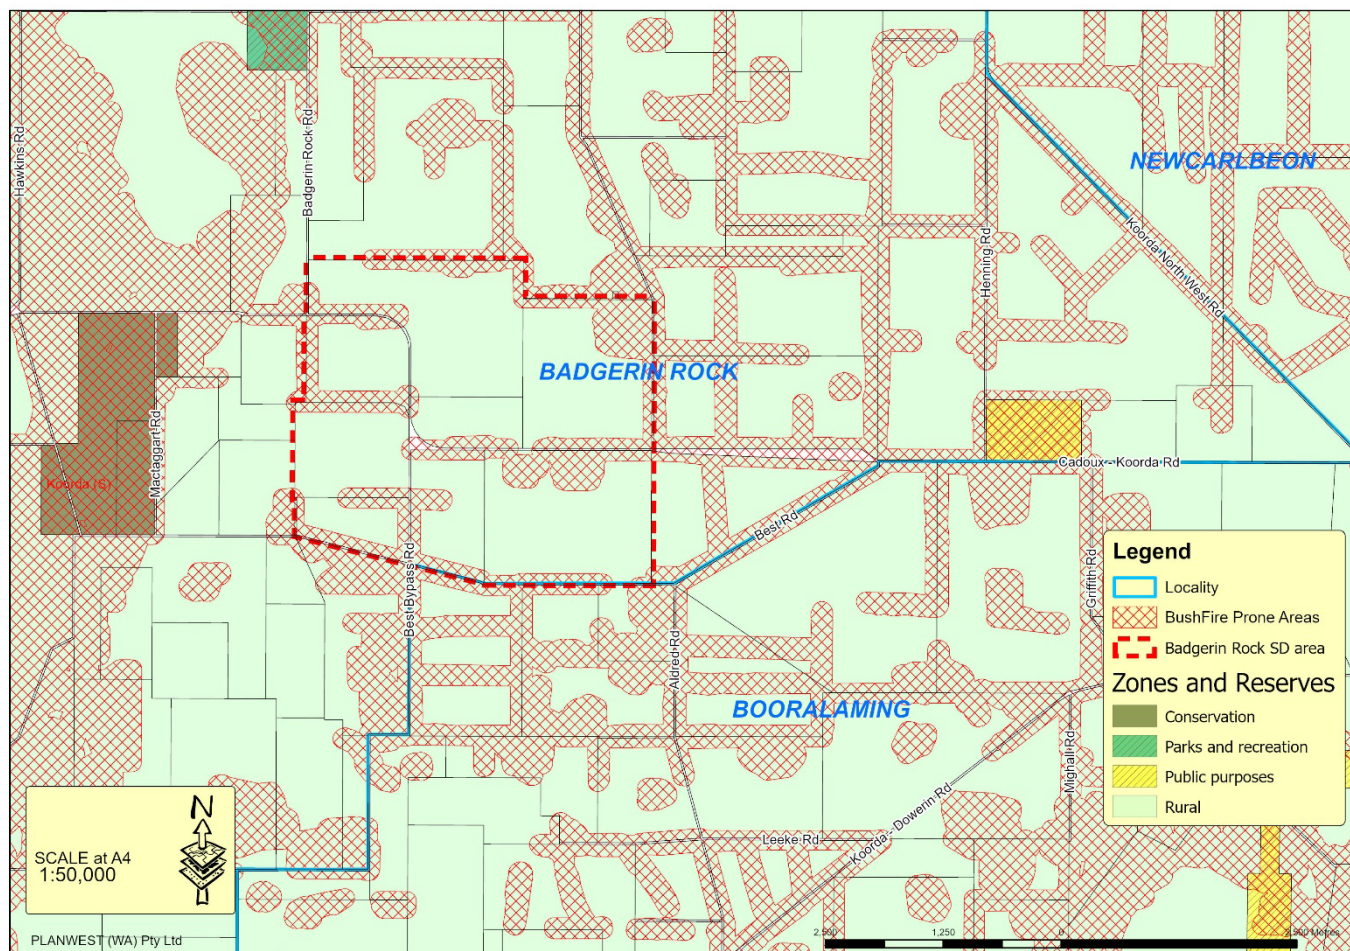 Hawkins Rd
Badgerin Rock Rd
NEWCARLBEON
Henning Rd
Koorda North West Rd
BADGERIN ROCK
Mactaggart Rd
Koorda (S)
Cadoux - Koorda Rd
Best Rd
Best Bypass Rd
Griffith Rd
Aldred Rd
BOORALAMING
Mighall Rd
Leeke Rd
Koorda - Dowerin Rd
Legend
Locality
BushFire Prone Areas
Badgerin Rock SD area
Zones and Reserves
Conservation
Parks and recreation
Public purposes
Rural
N
SCALE at A4
1:50,000
PLANWEST (WA) Pty Ltd
2,500 1,250 0 2,500 Metres